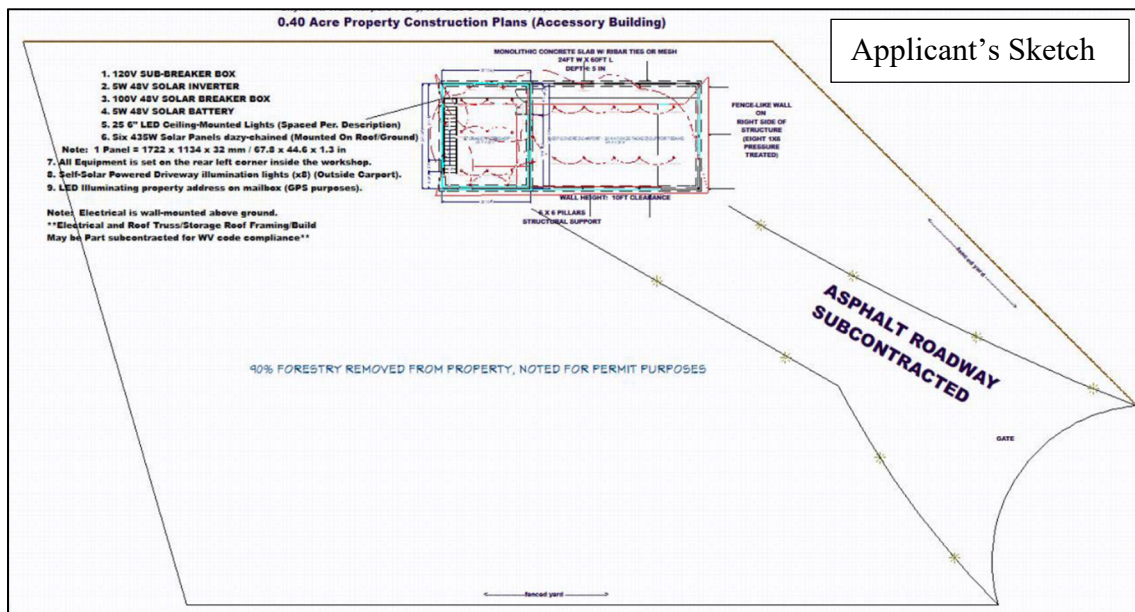 0.40 Acre Property Construction Plans (Accessory Building)
Applicant's Sketch
MONOLITHIC CONCRETE SLAB W/ RIBAR TIES OR MESH
24FT W X 60FT L
DEPTH: 5 IN
1. 120V SUB-BREAKER BOX
2. 5W 48V SOLAR INVERTER
3. 100V 48V SOLAR BREAKER BOX
4. 5W 48V SOLAR BATTERY
5. 25 6" LED Ceiling-Mounted Lights (Spaced Per. Description)
6. Six 435W Solar Panels dazy-chained (Mounted On Roof/Ground)
Note: 1 Panel = 1722 x 1134 x 32 mm / 67.8 x 44.6 x 1.3 in
7. All Equipment is set on the rear left corner inside the workshop.
8. Self-Solar Powered Driveway illumination lights (x8) (Outside Carport).
9. LED Illuminating property address on mailbox (GPS purposes).
Note: Electrical is wall-mounted above ground.
**Electrical and Roof Truss/Storage Roof Framing/Build
May be Part subcontracted for WV code compliance**
FENCE-LIKE WALL
ON
RIGHT SIDE OF
STRUCTURE
(EIGHT 1X6
PRESSURE
TREATED)
WALL HEIGHT: 10FT CLEARANCE
6 X 6 PILLARS
STRUCTURAL SUPPORT
fenced yard
ASPHALT ROADWAY
SUBCONTRACTED
90% FORESTRY REMOVED FROM PROPERTY, NOTED FOR PERMIT PURPOSES
GATE
fenced yard